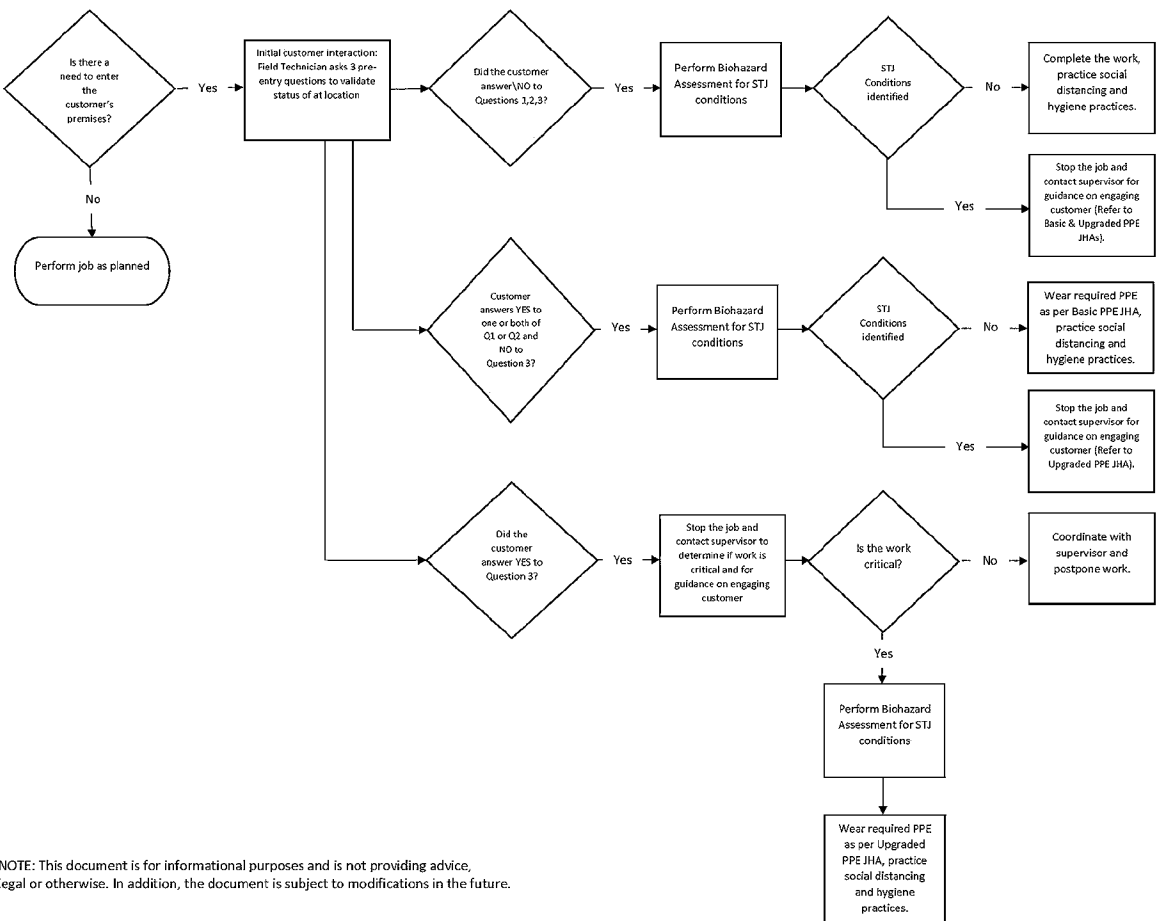 Is there a
need to enter
the
customer's
premises?
Yes
No
Perform job as planned
Initial customer interaction:
Field Technician asks 3 pre-
entry questions to validate
status of at location
Did the customer
answer\NO to
Questions 1,2,3?
Yes
Perform Biohazard
Assessment for STJ
conditions
STJ
Conditions
identified
No
Complete the work,
practice social
distancing and
hygiene practices.
Yes
Stop the job and
contact supervisor for
guidance on engaging
customer (Refer to
Basic & Upgraded PPE
JHAs).
Customer
answers YES to
one or both of
Q1 or Q2 and
NO to
Question 3?
Yes
Perform Biohazard
Assessment for STJ
conditions
STJ
Conditions
identified
No
Wear required PPE
as per Basic PPE JHA,
practice social
distancing and
hygiene practices.
Yes
Stop the job and
contact supervisor for
guidance on engaging
customer (Refer to
Upgraded PPE JHA).
Did the
customer
answer YES to
Question 3?
Yes
Stop the job and
contact supervisor to
determine if work is
critical and for
guidance on engaging
customer
Is the work
critical?
No
Coordinate with
supervisor and
postpone work.
Yes
Perform Biohazard
Assessment for STJ
conditions
Wear required PPE
as per Upgraded
PPE JHA, practice
social distancing
and hygiene
practices.
NOTE: This document is for informational purposes and is not providing advice,
legal or otherwise. In addition, the document is subject to modifications in the future.